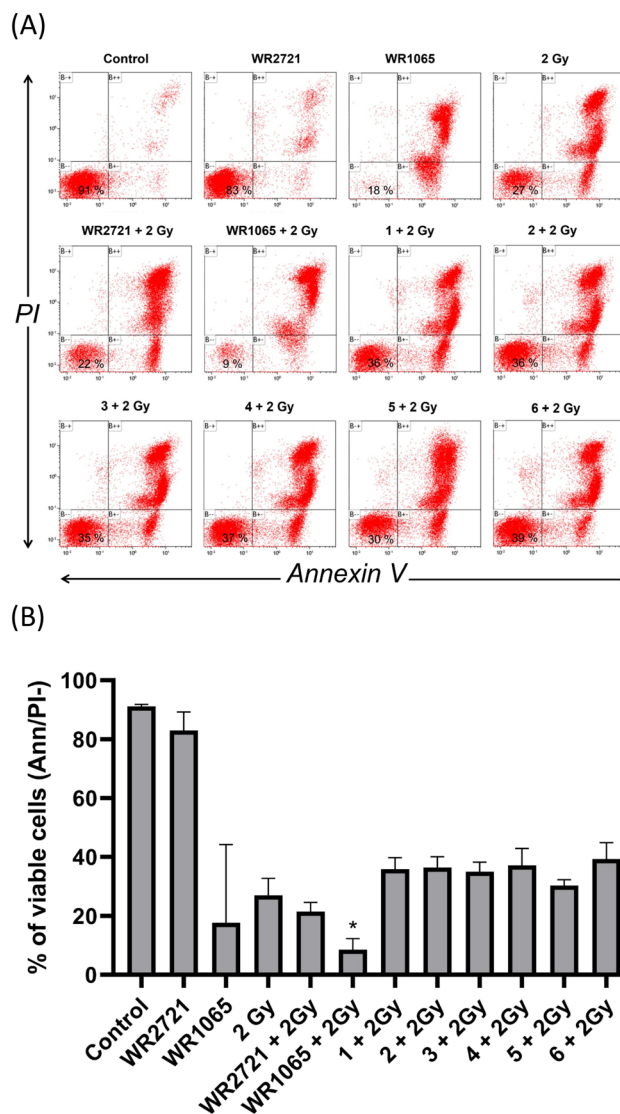 (A)
Control WR2721 WR1065 2 Gy
B-+ B++ B-+ B++ B-+ B++ B-+ B++
B-- B+- B-- B+- B-- B+- B-- B+-
91 % 83 % 18 % 27 %
WR2721 + 2 Gy WR1065 + 2 Gy 1 + 2 Gy 2 + 2 Gy
B-+ B++ B-+ B++ B-+ B++ B-+ B++
B-- B+- B-- B+- B-- B+- B-- B+-
22 % 9 % 36 % 36 %
3 + 2 Gy 4 + 2 Gy 5 + 2 Gy 6 + 2 Gy
B-+ B++ B-+ B++ B-+ B++ B-+ B++
B-- B+- B-- B+- B-- B+- B-- B+-
35 % 37 % 30 % 39 %
PI
Annexin V
(B)
% of viable cells (Ann/PI-)
100
80
60
40
20
0
*
Control
WR2721
WR1065
2 Gy
WR2721 + 2Gy
WR1065 + 2Gy
1 + 2Gy
2 + 2Gy
3 + 2Gy
4 + 2Gy
5 + 2Gy
6 + 2Gy